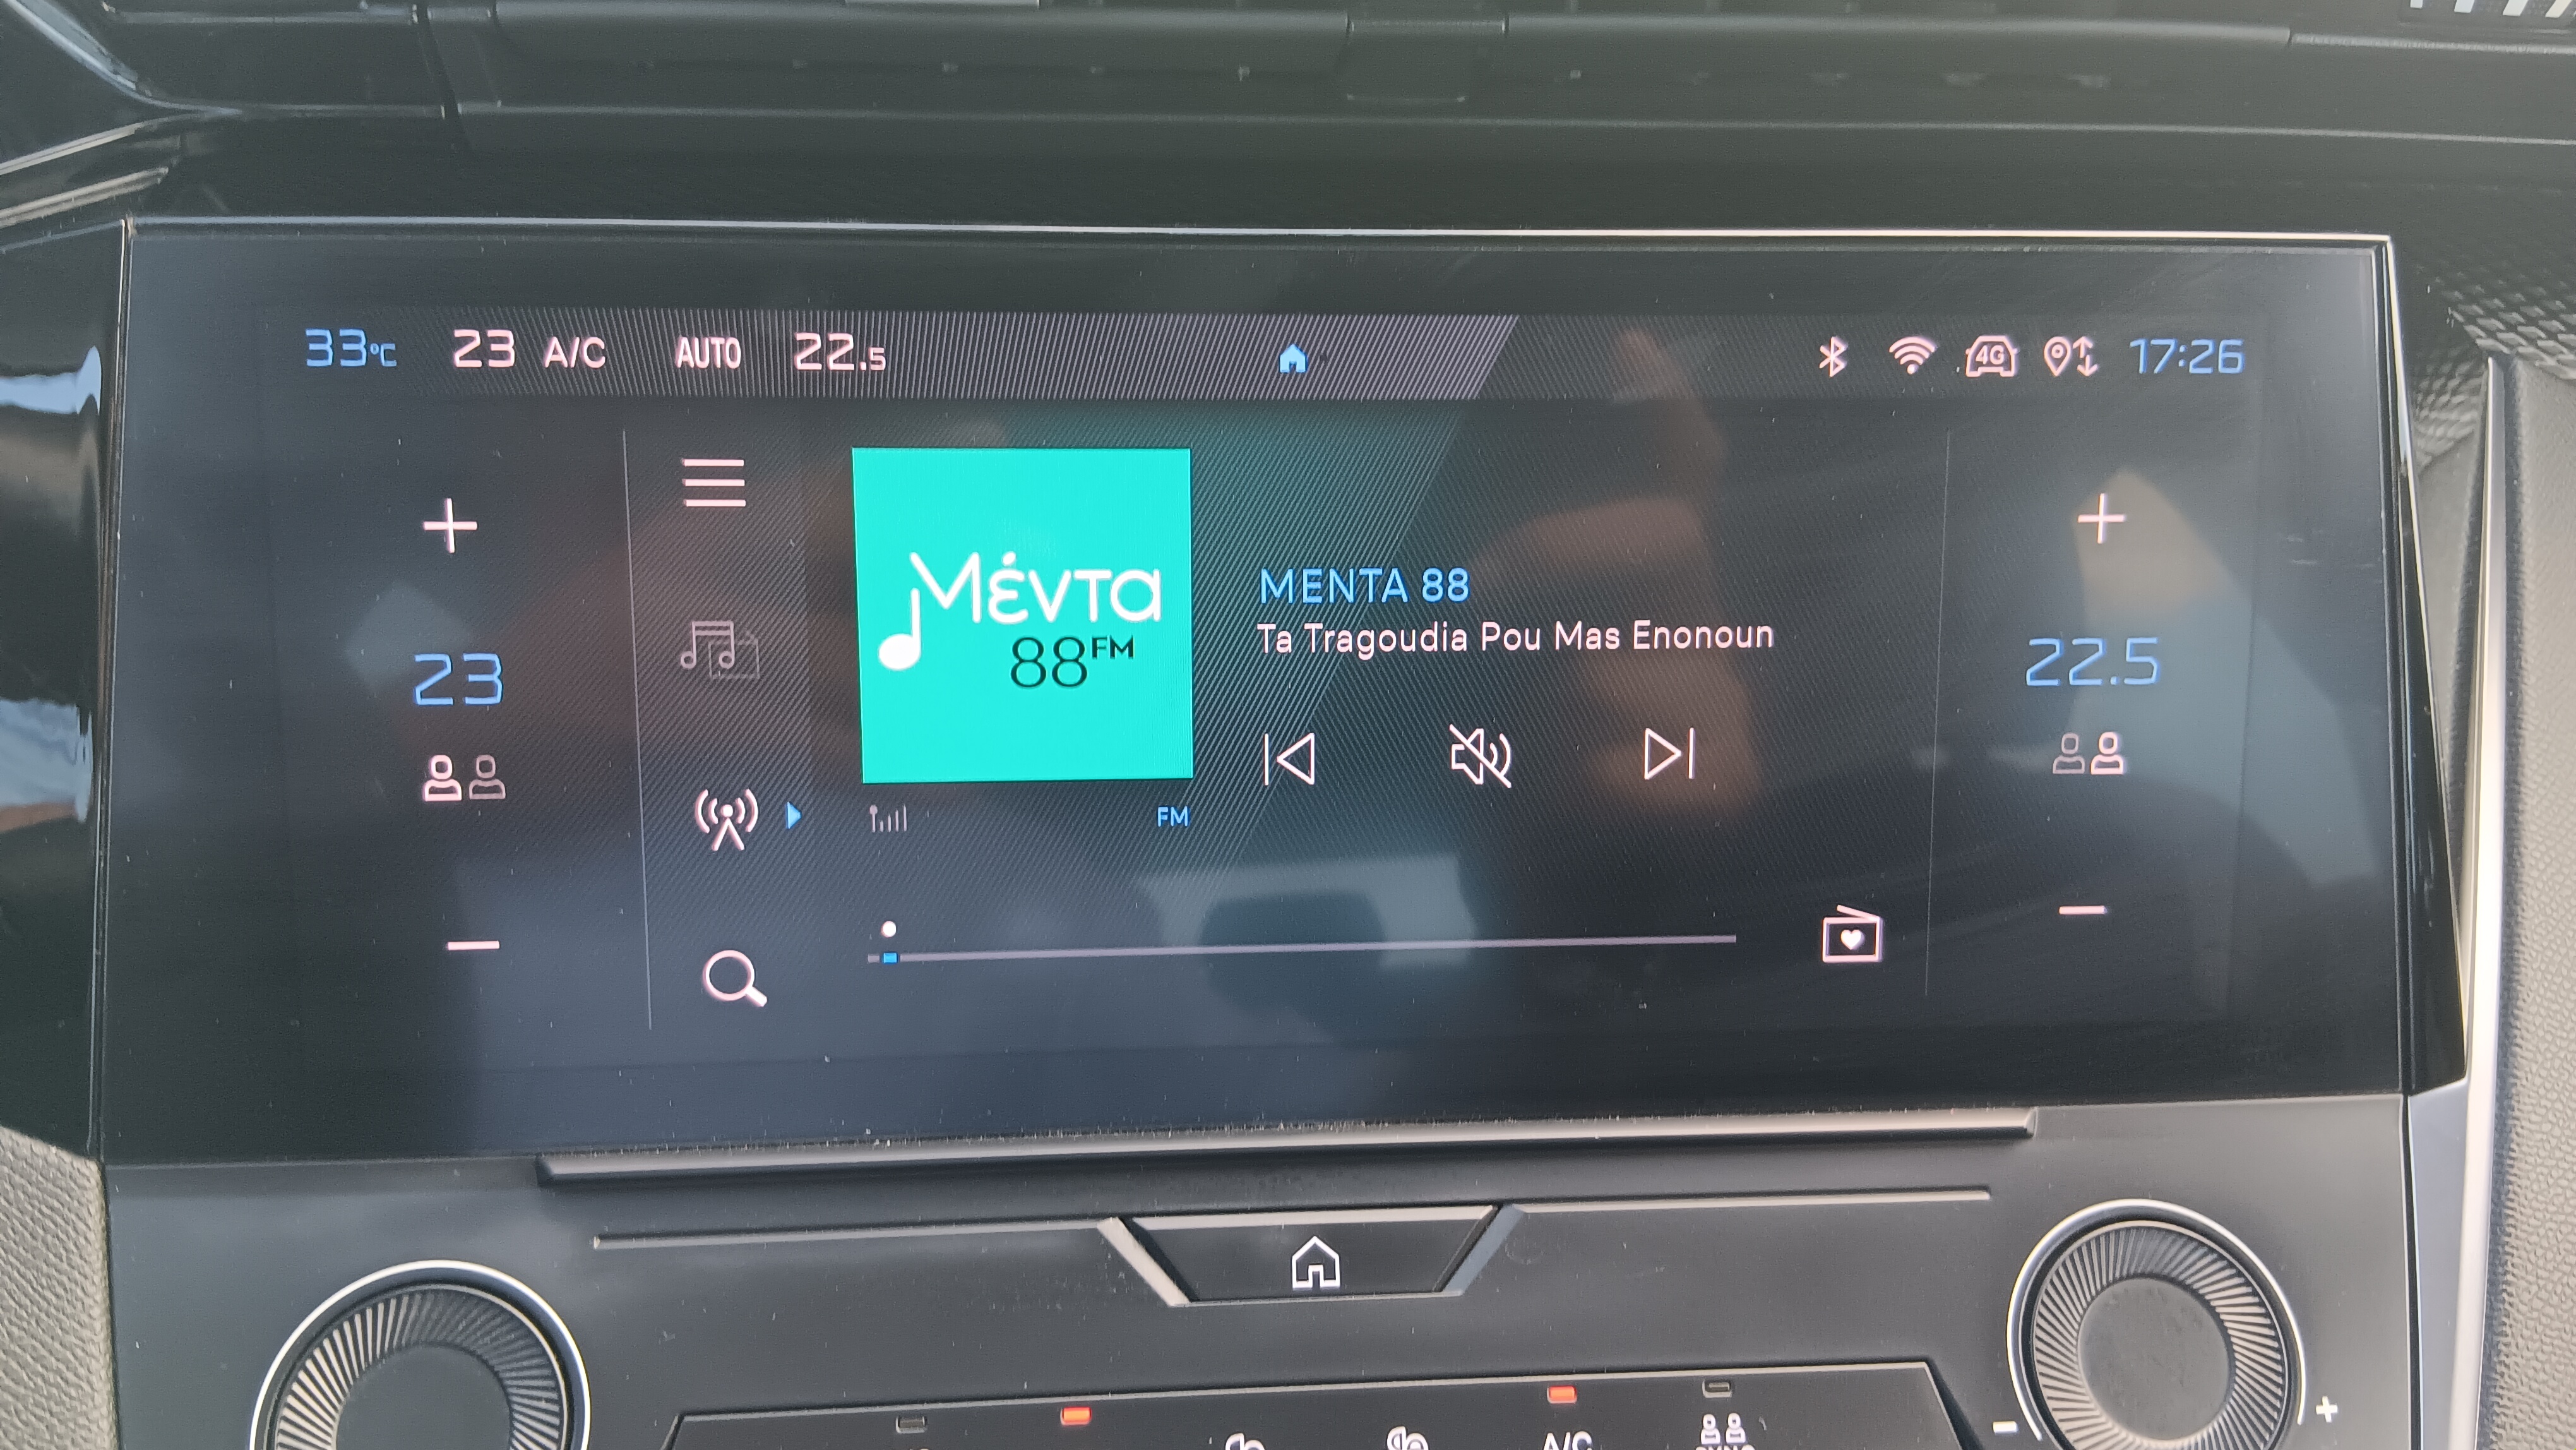 33°C 23 A/C AUTO 22.5 4G 17:26
Μέντα
88FM
MENTA 88
Ta Tragoudia Pou Mas Enonoun
23
22.5
FM
A/C